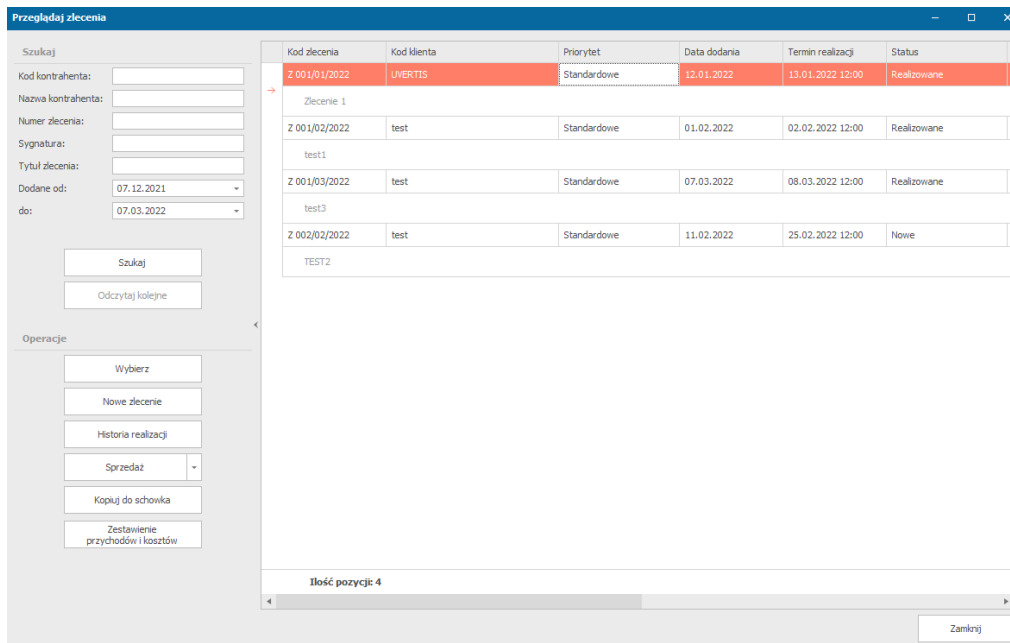 Przeglądaj zlecenia
Szukaj
Kod kontrahenta:
Nazwa kontrahenta:
Numer zlecenia:
Sygnatura:
Tytuł zlecenia:
Dodane od: 07.12.2021
do: 07.03.2022
Szukaj
Odczytaj kolejne
Operacje
Wybierz
Nowe zlecenie
Historia realizacji
Sprzedaż
Kopiuj do schowka
Zestawienie
przychodów i kosztów
Kod zlecenia Kod klienta Priorytet Data dodania Termin realizacji Status
Z 001/01/2022 UVERTIS Standardowe 12.01.2022 13.01.2022 12:00 Realizowane
Zlecenie 1
Z 001/02/2022 test Standardowe 01.02.2022 02.02.2022 12:00 Realizowane
test1
Z 001/03/2022 test Standardowe 07.03.2022 08.03.2022 12:00 Realizowane
test3
Z 002/02/2022 test Standardowe 11.02.2022 25.02.2022 12:00 Nowe
TEST2
Ilość pozycji: 4
Zamknij